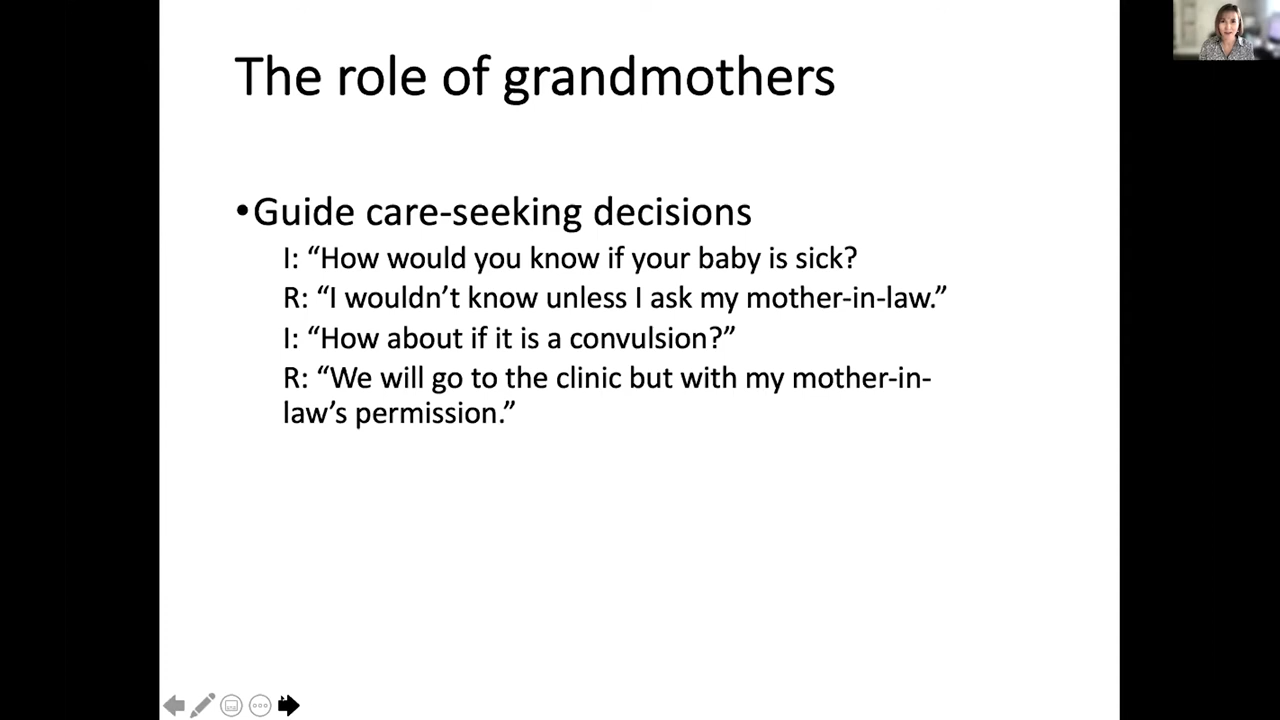 The role of grandmothers
•Guide care-seeking decisions
I: “How would you know if your baby is sick?
R: “I wouldn’t know unless I ask my mother-in-law.”
I: “How about if it is a convulsion?”
R: “We will go to the clinic but with my mother-in-
law’s permission.”